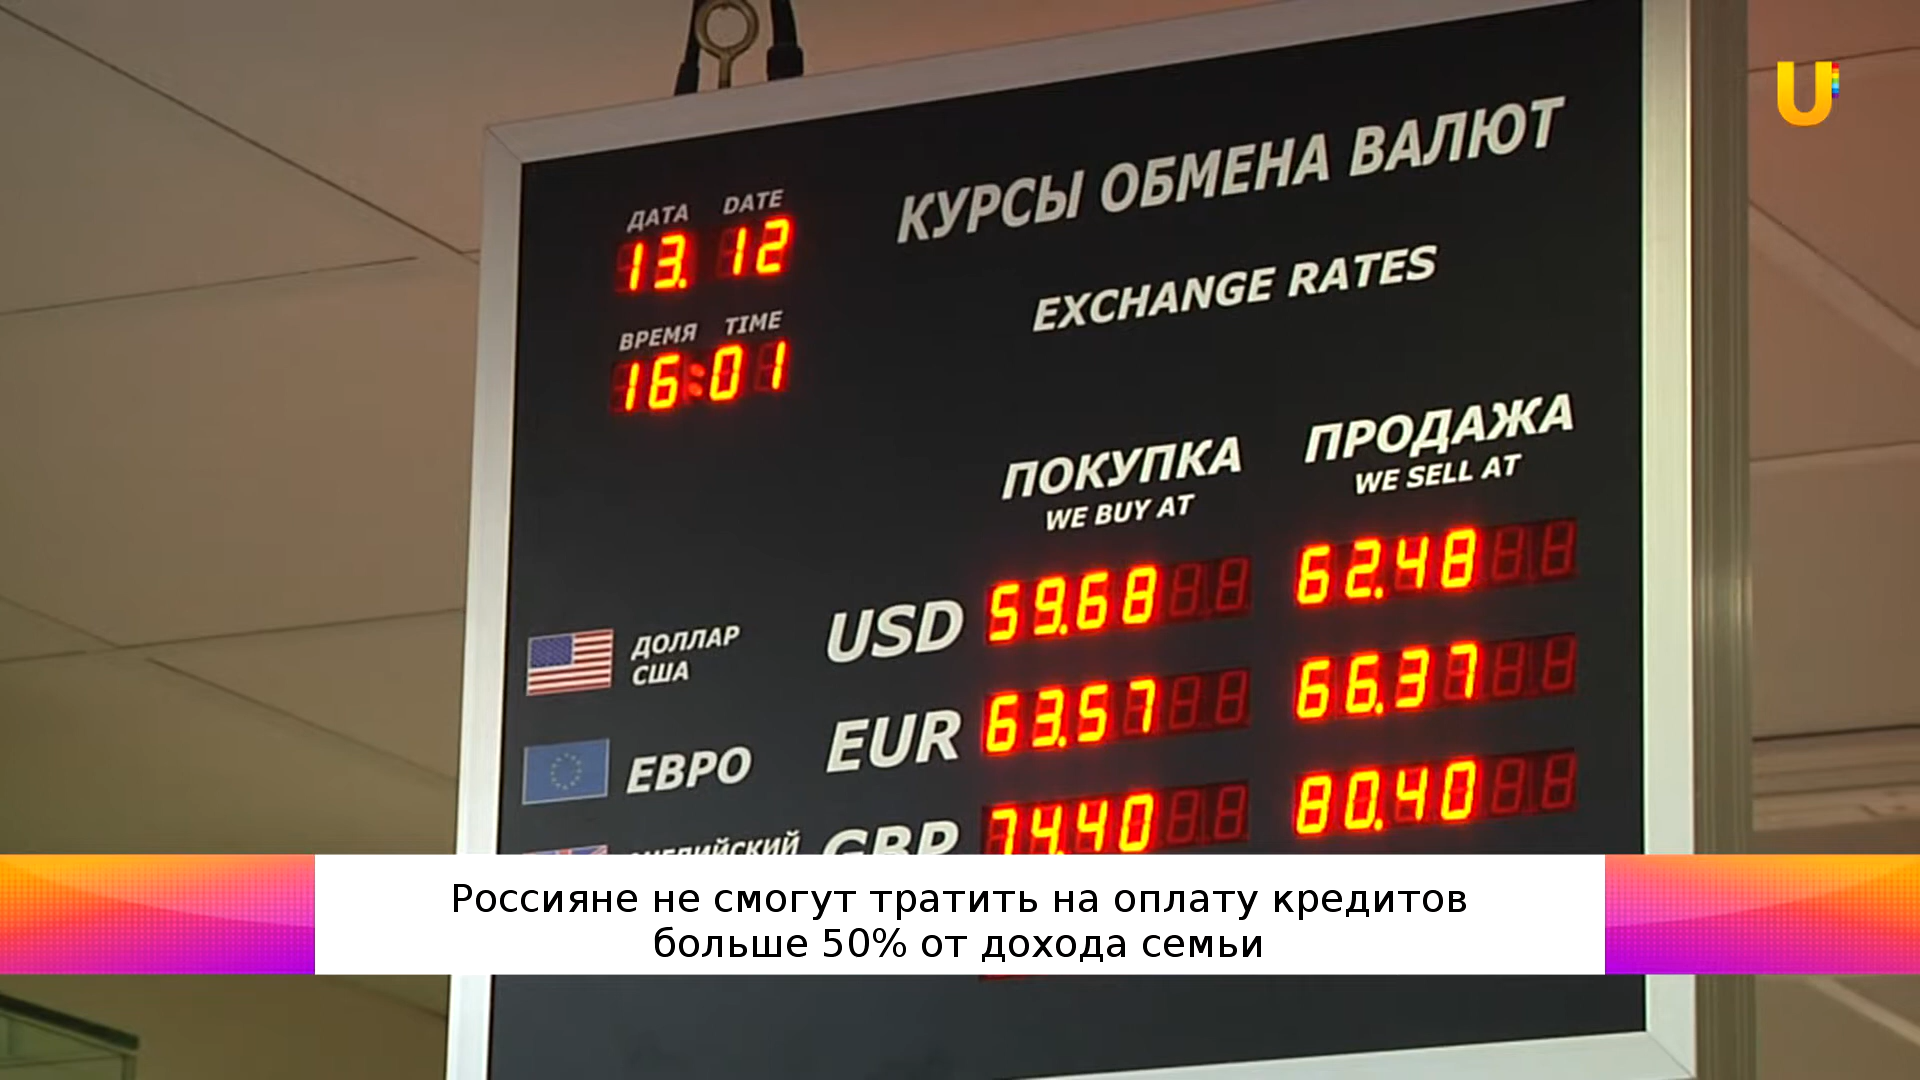 U
КУРСЫ ОБМЕНА ВАЛЮТ
EXCHANGE RATES
ДАТА DATE
13.12
ВРЕМЯ TIME
16:01
ПОКУПКА ПРОДАЖА
WE BUY AT WE SELL AT
ДОЛЛАР США USD 59.68 62.48
ЕВРО EUR 63.57 66.37
GBP 74.40 80.40
Россияне не смогут тратить на оплату кредитов
больше 50% от дохода семьи